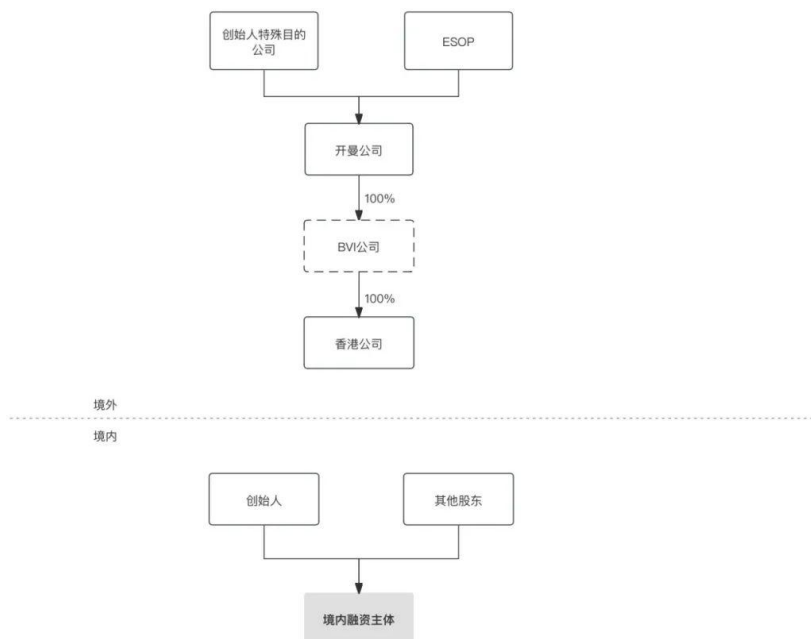 创始人特殊目的
公司
ESOP
开曼公司
100%
BVI公司
100%
香港公司
境外
境内
创始人
其他股东
境内融资主体